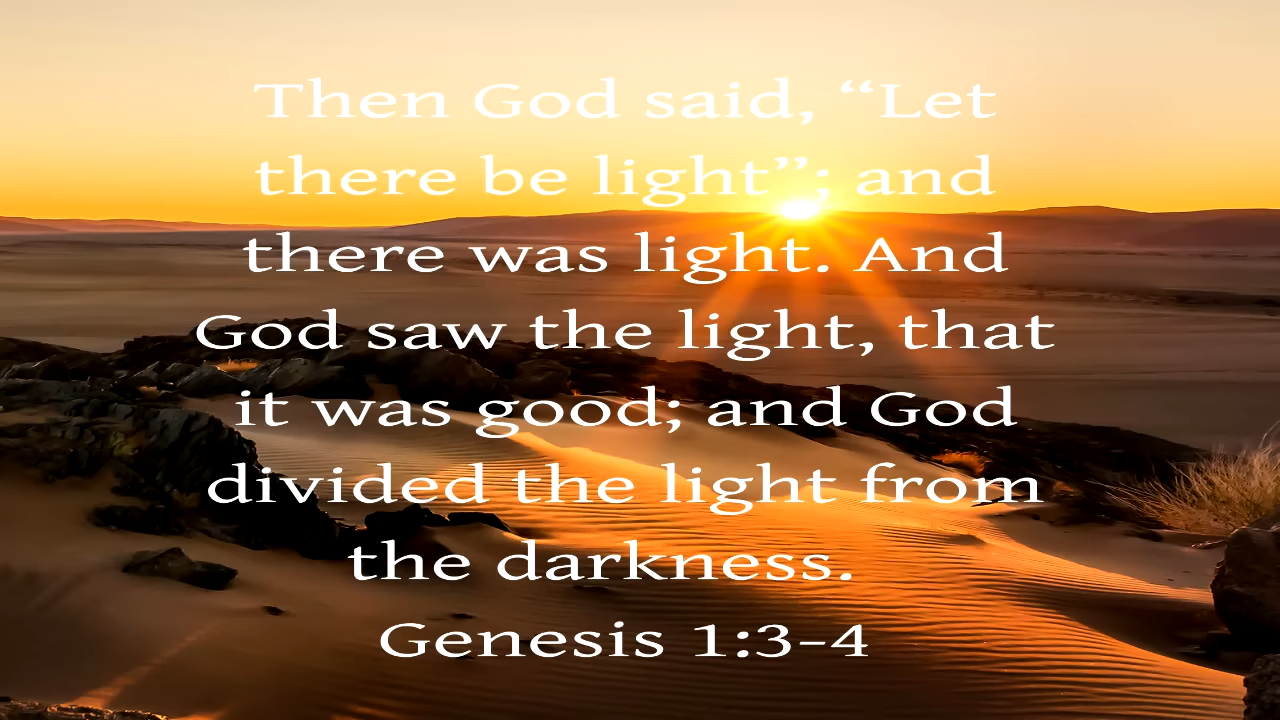 Then God said, “Let
there be light”; and
there was light. And
God saw the light, that
it was good; and God
divided the light from
the darkness.
Genesis 1:3-4